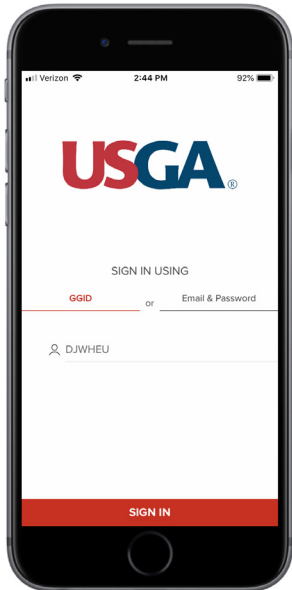 Verizon 2:44 PM 92%
USGA®
SIGN IN USING
GGID or Email & Password
DJWHEU
SIGN IN